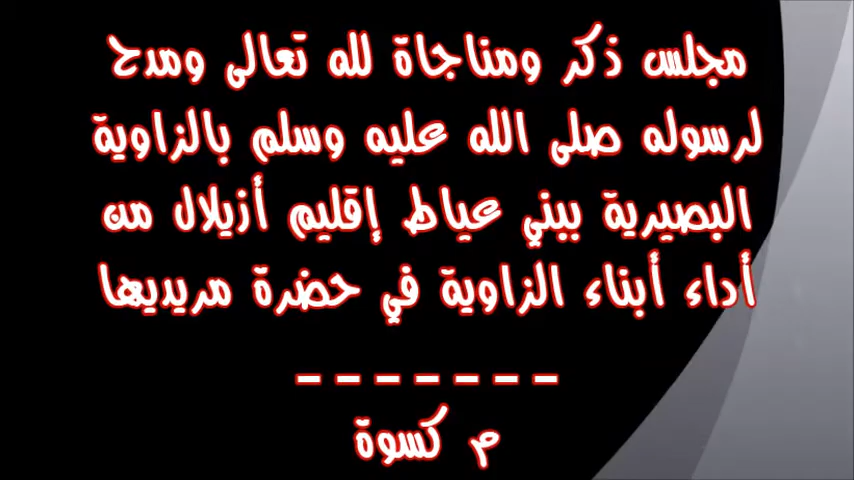 مجلس ذكر ومناجاة لله تعالى ومدح
لرسوله صلى الله عليه وسلم بالزاوية
البصيرية ببني عياط إقليم أزيلال من
أداء أبناء الزاوية في حضرة مريديها
- - - - - - -
م كسوة